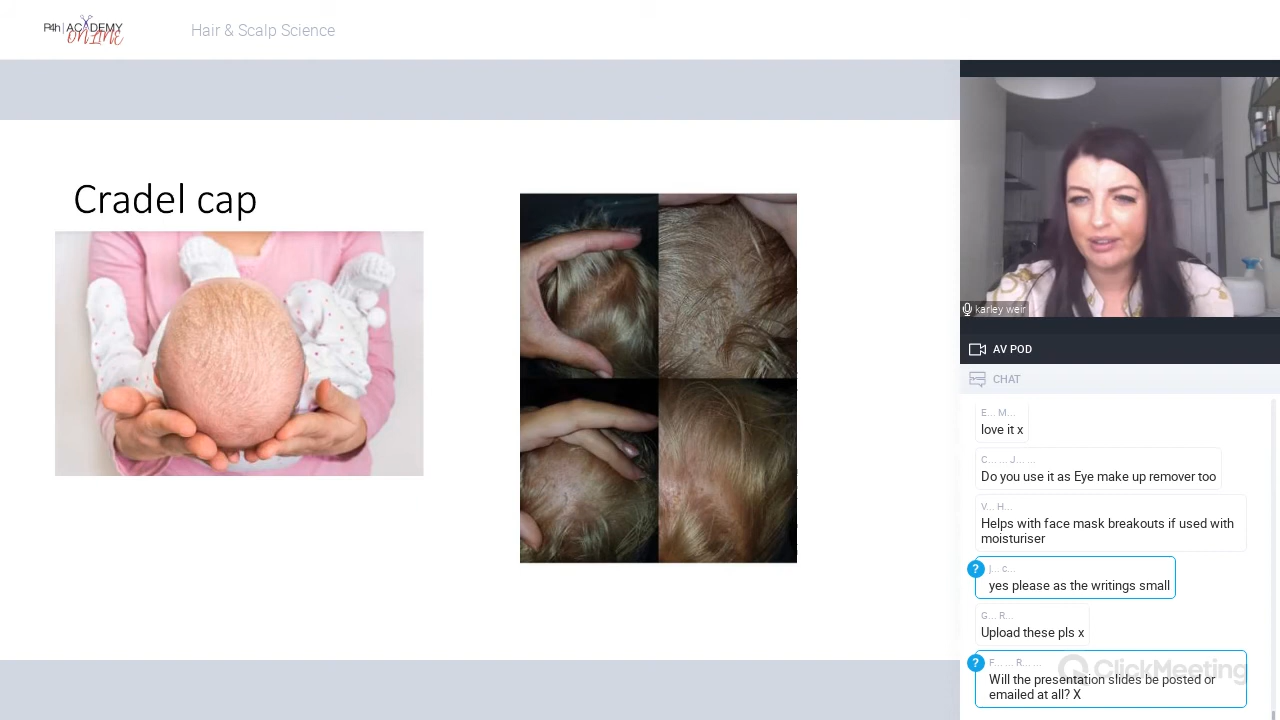 P4h | ACADEMY
ONLINE
Hair & Scalp Science
Cradel cap
karley weir
AV POD
CHAT
E... M...
love it x
C... ... J... ...
Do you use it as Eye make up remover too
V... H...
Helps with face mask breakouts if used with
moisturiser
?
J... c...
yes please as the writings small
G... R...
Upload these pls x
?
F... ... R... ...
ClickMeeting
Will the presentation slides be posted or
emailed at all? X